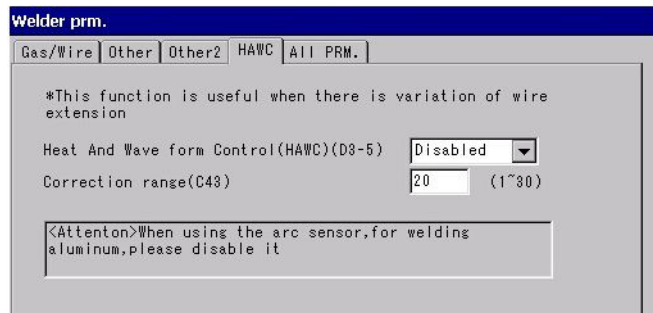 Welder prm.
Gas/Wire Other Other2 HAWC All PRM.
*This function is useful when there is variation of wire
extension
Heat And Wave form Control(HAWC)(D3-5) Disabled
Correction range(C43) 20 (1~30)
<Attenton>When using the arc sensor,for welding
aluminum,please disable it